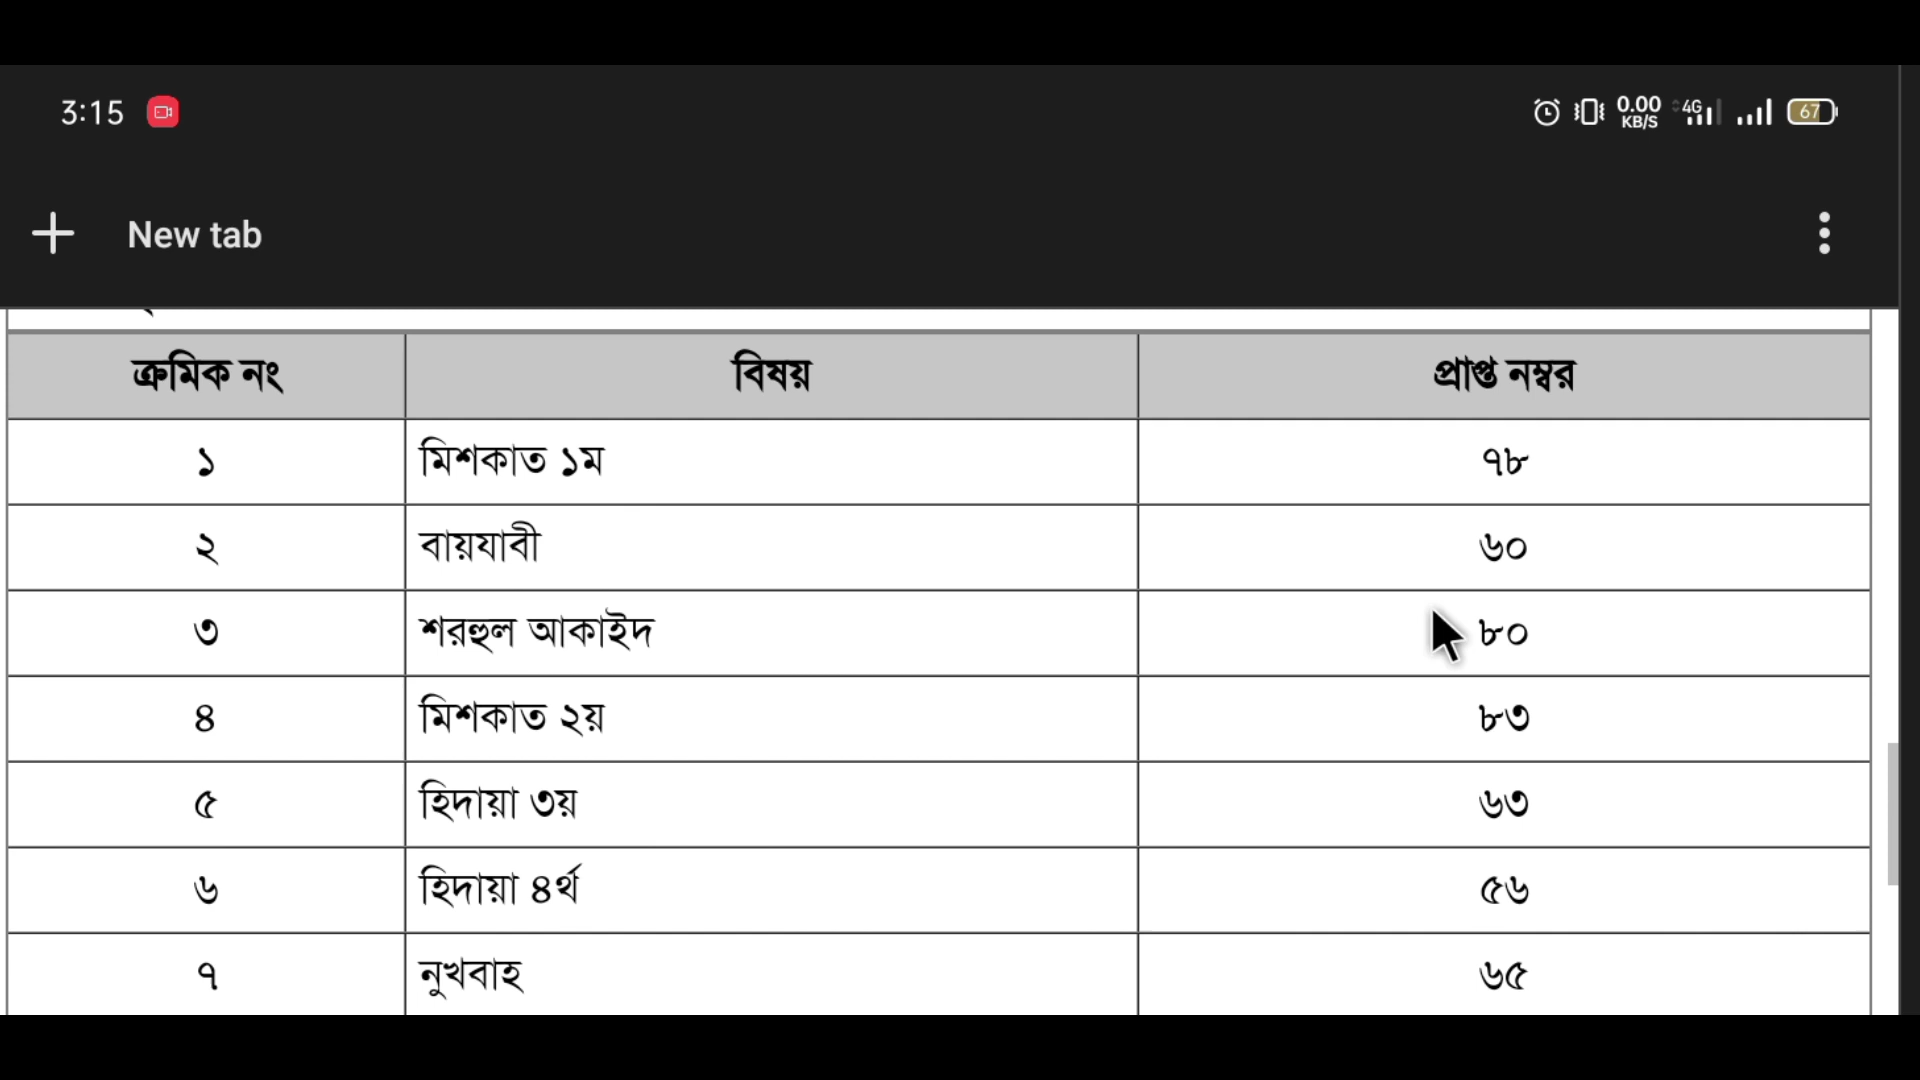 3:15 0.00 KB/S 4G 67
New tab
ক্রমিক নং বিষয় প্রাপ্ত নম্বর
১ মিশকাত ১ম ৭৮
২ বায়যাবী ৬০
৩ শরহুল আকাইদ ৮০
৪ মিশকাত ২য় ৮৩
৫ হিদায়া ৩য় ৬৩
৬ হিদায়া ৪র্থ ৫৬
৭ নুখবাহ ৬৫